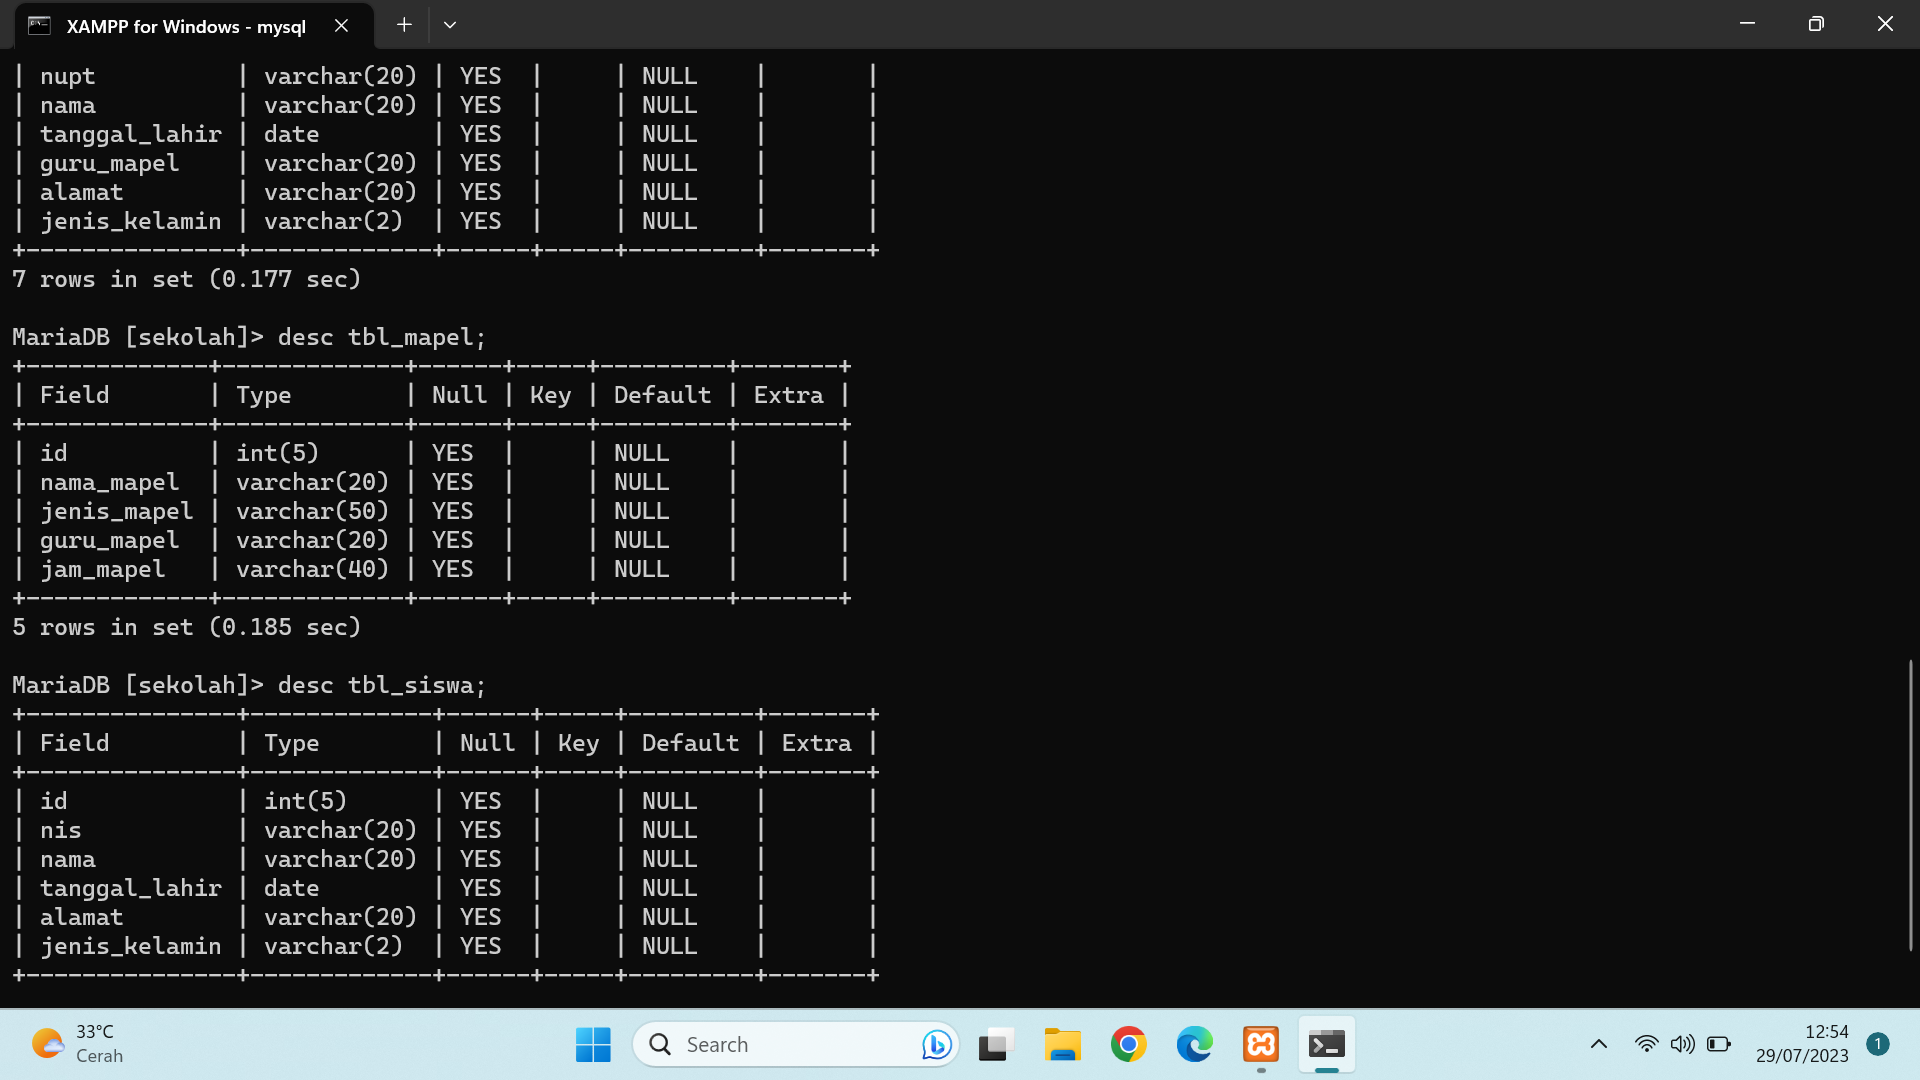 XAMPP for Windows - mysql
| nupt          | varchar(20) | YES  |     | NULL    |       |
| nama          | varchar(20) | YES  |     | NULL    |       |
| tanggal_lahir | date        | YES  |     | NULL    |       |
| guru_mapel    | varchar(20) | YES  |     | NULL    |       |
| alamat        | varchar(20) | YES  |     | NULL    |       |
| jenis_kelamin | varchar(2)  | YES  |     | NULL    |       |
+---------------+-------------+------+-----+---------+-------+
7 rows in set (0.177 sec)
MariaDB [sekolah]> desc tbl_mapel;
+-------------+-------------+------+-----+---------+-------+
| Field       | Type        | Null | Key | Default | Extra |
+-------------+-------------+------+-----+---------+-------+
| id          | int(5)      | YES  |     | NULL    |       |
| nama_mapel  | varchar(20) | YES  |     | NULL    |       |
| jenis_mapel | varchar(50) | YES  |     | NULL    |       |
| guru_mapel  | varchar(20) | YES  |     | NULL    |       |
| jam_mapel   | varchar(40) | YES  |     | NULL    |       |
+-------------+-------------+------+-----+---------+-------+
5 rows in set (0.185 sec)
MariaDB [sekolah]> desc tbl_siswa;
+---------------+-------------+------+-----+---------+-------+
| Field         | Type        | Null | Key | Default | Extra |
+---------------+-------------+------+-----+---------+-------+
| id            | int(5)      | YES  |     | NULL    |       |
| nis           | varchar(20) | YES  |     | NULL    |       |
| nama          | varchar(20) | YES  |     | NULL    |       |
| tanggal_lahir | date        | YES  |     | NULL    |       |
| alamat        | varchar(20) | YES  |     | NULL    |       |
| jenis_kelamin | varchar(2)  | YES  |     | NULL    |       |
+---------------+-------------+------+-----+---------+-------+
33°C
Cerah
Search
12:54
29/07/2023
1